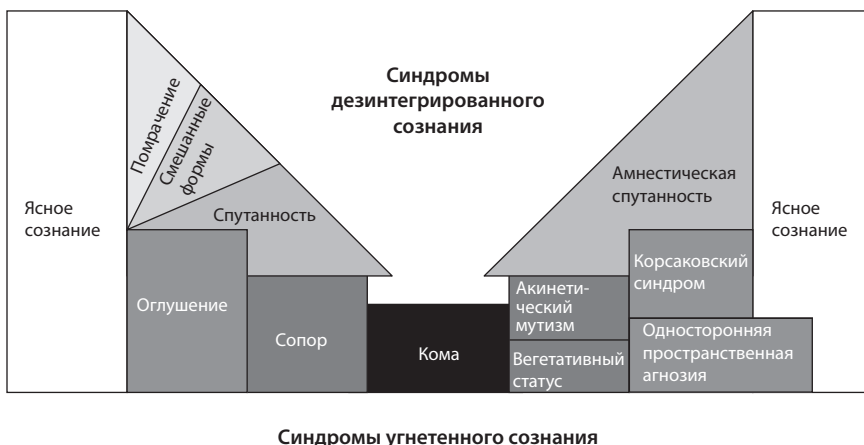 Синдромы
дезинтегрированного
сознания
Ясное
сознание
Помрачение
Смешанные
формы
Спутанность
Оглушение
Сопор
Кома
Амнестическая
спутанность
Акинети-
ческий
мутизм
Вегетативный
статус
Корсаковский
синдром
Односторонняя
пространственная
агнозия
Ясное
сознание
Синдромы угнетенного сознания